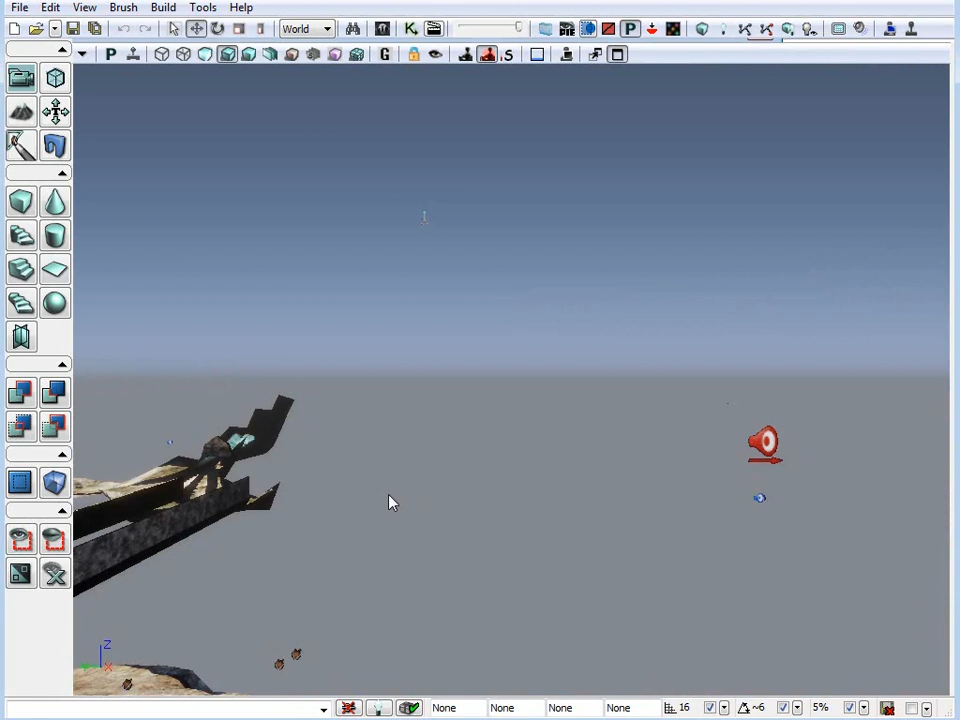 File Edit View Brush Build Tools Help
World
P G S
Z
X
None None None None 16 ~6 5%